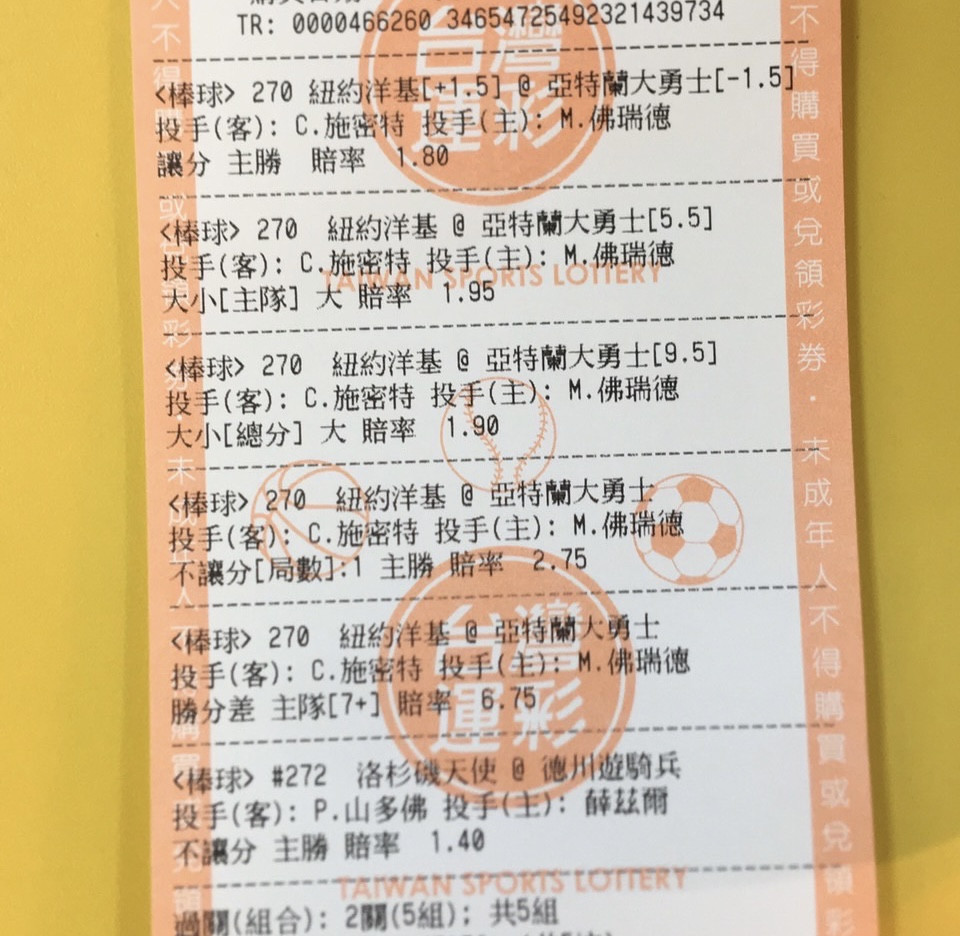 TR: 0000466260 34654725492321439734
<棒球> 270 紐約洋基[+1.5] @ 亞特蘭大勇士[-1.5]
投手(客): C.施密特 投手(主): M.佛瑞德
讓分 主勝 賠率 1.80
<棒球> 270 紐約洋基 @ 亞特蘭大勇士[5.5]
投手(客): C.施密特 投手(主): M.佛瑞德
TAIWAN SPORTS LOTTERY
大小[主隊] 大 賠率 1.95
<棒球> 270 紐約洋基 @ 亞特蘭大勇士[9.5]
投手(客): C.施密特 投手(主): M.佛瑞德
大小[總分] 大 賠率 1.90
<棒球> 270 紐約洋基 @ 亞特蘭大勇士
投手(客): C.施密特 投手(主): M.佛瑞德
不讓分[局數]:1 主勝 賠率 2.75
<棒球> 270 紐約洋基 @ 亞特蘭大勇士
投手(客): C.施密特 投手(主): M.佛瑞德
勝分差 主隊[7+] 賠率 6.75
<棒球> #272 洛杉磯天使 @ 德川遊騎兵
投手(客): P.山多佛 投手(主): 薛茲爾
不讓分 主勝 賠率 1.40
TAIWAN SPORTS LOTTERY
過關(組合): 2關(5組); 共5組
台灣
運彩
台灣
運彩
不得購買或兌領彩券．未成年人不得購買或兌領彩